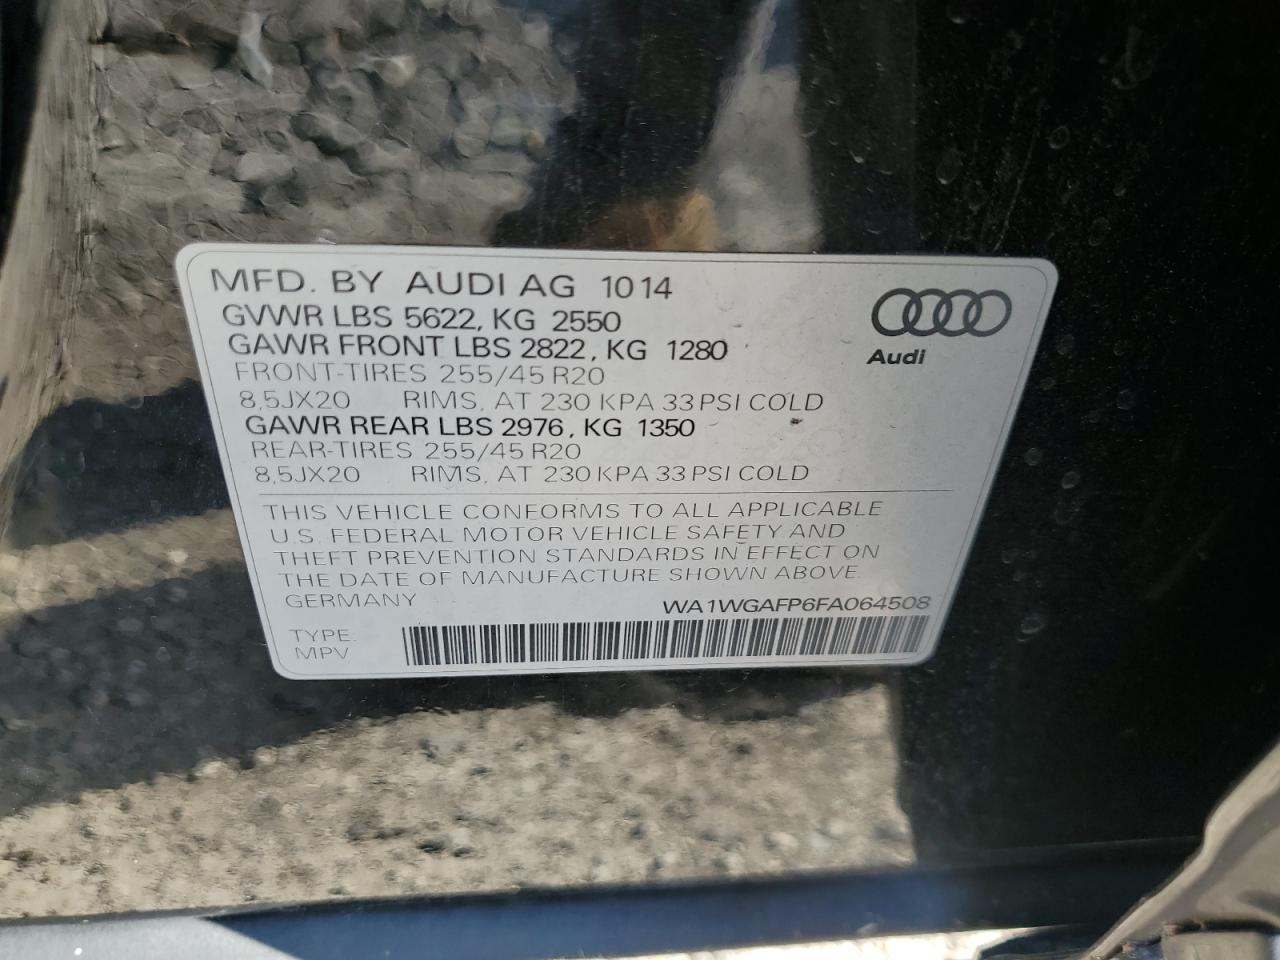 MFD. BY AUDI AG 1014
GVWR LBS 5622, KG 2550
GAWR FRONT LBS 2822, KG 1280
FRONT-TIRES 255/45 R20
8,5JX20 RIMS, AT 230 KPA 33 PSI COLD
GAWR REAR LBS 2976, KG 1350
REAR-TIRES 255/45 R20
8,5JX20 RIMS, AT 230 KPA 33 PSI COLD
Audi
THIS VEHICLE CONFORMS TO ALL APPLICABLE
U.S. FEDERAL MOTOR VEHICLE SAFETY AND
THEFT PREVENTION STANDARDS IN EFFECT ON
THE DATE OF MANUFACTURE SHOWN ABOVE.
GERMANY WA1WGAFP6FA064508
TYPE:
MPV